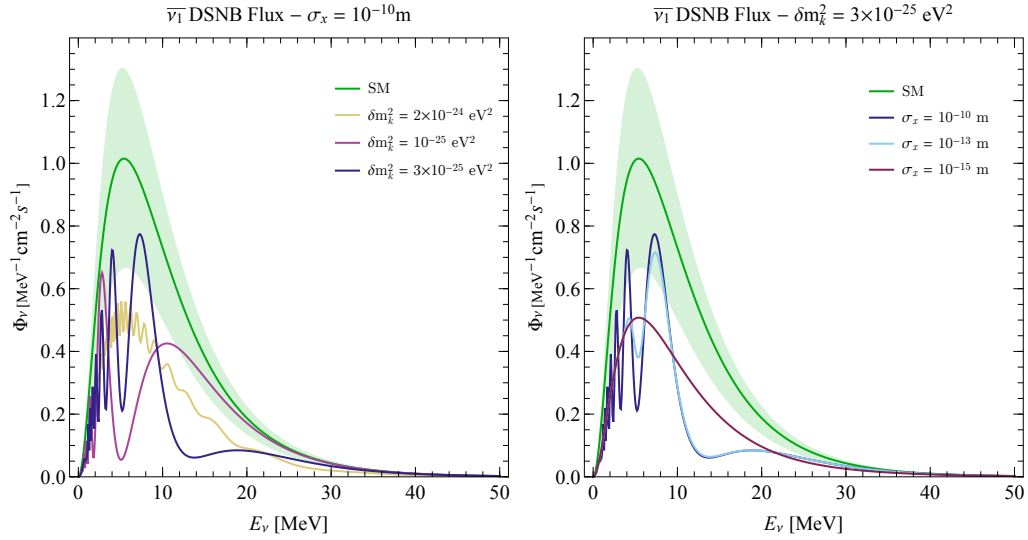 ν̅₁ DSNB Flux – σₓ = 10⁻¹⁰m
SM
δm²ₖ = 2×10⁻²⁴ eV²
δm²ₖ = 10⁻²⁵ eV²
δm²ₖ = 3×10⁻²⁵ eV²
Φν [MeV⁻¹cm⁻²s⁻¹]
1.2
1.0
0.8
0.6
0.4
0.2
0.0
0 10 20 30 40 50
Eν [MeV]
ν̅₁ DSNB Flux – δm²ₖ = 3×10⁻²⁵ eV²
SM
σₓ = 10⁻¹⁰ m
σₓ = 10⁻¹³ m
σₓ = 10⁻¹⁵ m
Φν [MeV⁻¹cm⁻²s⁻¹]
1.2
1.0
0.8
0.6
0.4
0.2
0.0
0 10 20 30 40 50
Eν [MeV]